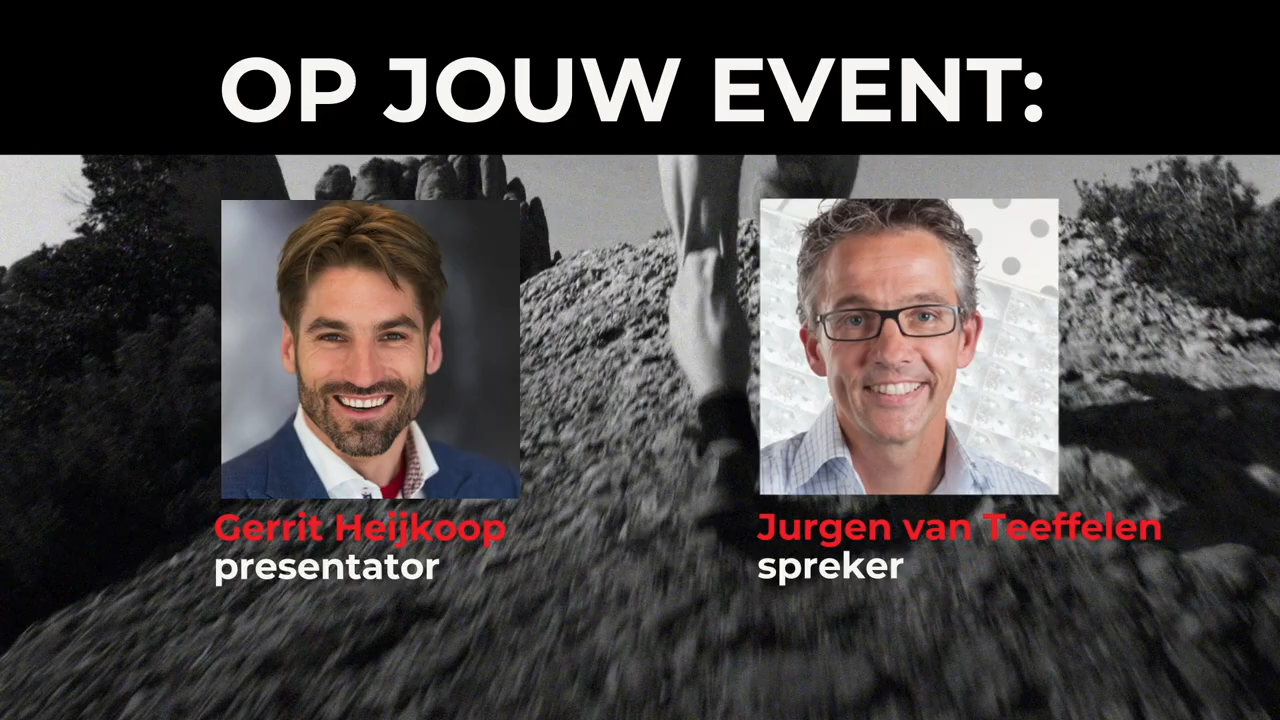 OP JOUW EVENT:
Gerrit Heijkoop
presentator
Jurgen van Teeffelen
spreker